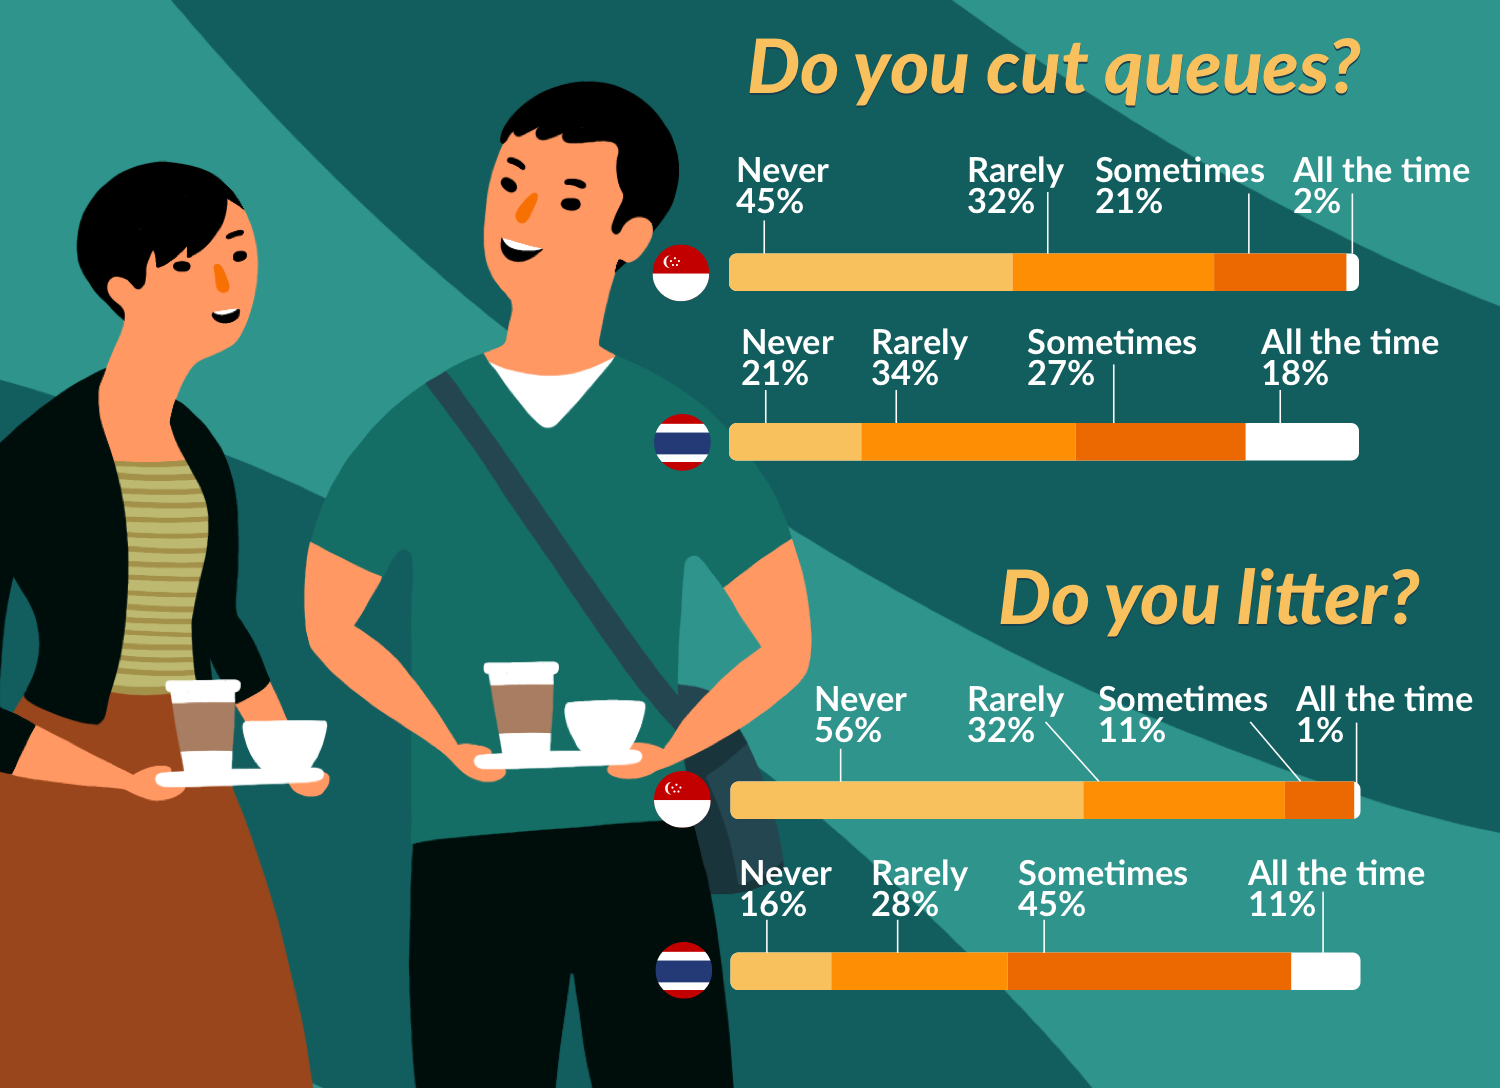 Do you cut queues?
Never Rarely Sometimes All the time
45% 32% 21% 2%
Never Rarely Sometimes All the time
21% 34% 27% 18%
Do you litter?
Never Rarely Sometimes All the time
56% 32% 11% 1%
Never Rarely Sometimes All the time
16% 28% 45% 11%